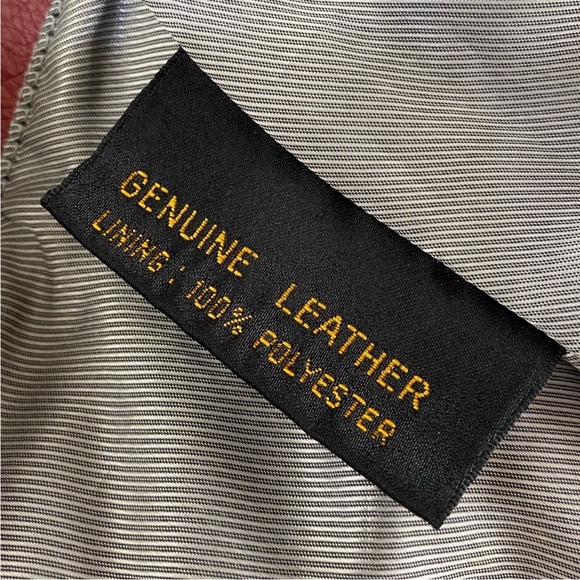 GENUINE LEATHER
LINING : 100% POLYESTER